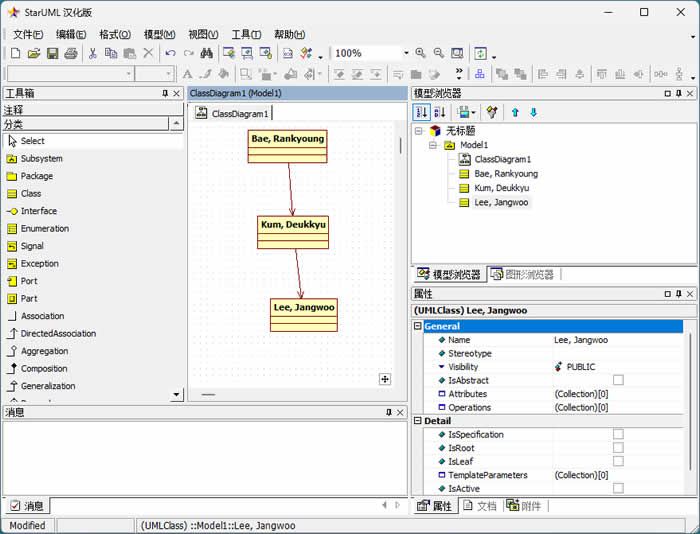 StarUML 汉化版
文件(F) 编辑(E) 格式(O) 模型(M) 视图(V) 工具(T) 帮助(H)
100%
工具箱
注释
分类
Select
Subsystem
Package
Class
Interface
Enumeration
Signal
Exception
Port
Part
Association
DirectedAssociation
Aggregation
Composition
Generalization
ClassDiagram1 (Model1)
ClassDiagram1
Bae, Rankyoung
Kum, Deukkyu
Lee, Jangwoo
模型浏览器
无标题
Model1
ClassDiagram1
Bae, Rankyoung
Kum, Deukkyu
Lee, Jangwoo
模型浏览器 图形浏览器
属性
(UMLClass) Lee, Jangwoo
General
Name Lee, Jangwoo
Stereotype
Visibility PUBLIC
IsAbstract
Attributes (Collection)[0]
Operations (Collection)[0]
Detail
IsSpecification
IsRoot
IsLeaf
TemplateParameters (Collection)[0]
IsActive
属性 文档 附件
消息
消息
Modified (UMLClass) ::Model1::Lee, Jangwoo